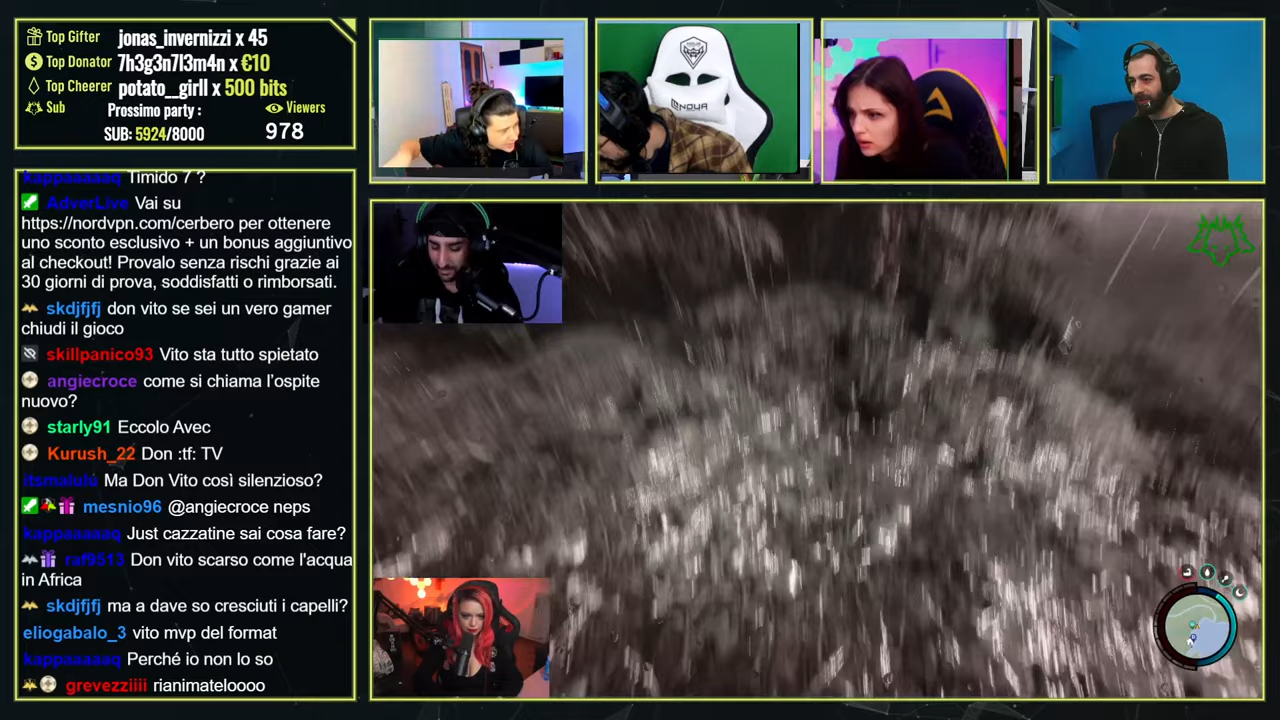 Top Gifter jonas_invernizzi x 45
Top Donator 7h3g3n7l3m4n x €10
Top Cheerer potato__girll x 500 bits
Sub Prossimo party : Viewers
SUB: 5924/8000 978
kappaaaaaq Timido 7 ?
AdverLive Vai su
https://nordvpn.com/cerbero per ottenere
uno sconto esclusivo + un bonus aggiuntivo
al checkout! Provalo senza rischi grazie ai
30 giorni di prova, soddisfatti o rimborsati.
skdjfjfj don vito se sei un vero gamer
chiudi il gioco
skillpanico93 Vito sta tutto spietato
angiecroce come si chiama l'ospite
nuovo?
starly91 Eccolo Avec
Kurush_22 Don :tf: TV
itsmalulú Ma Don Vito così silenzioso?
mesnio96 @angiecroce neps
kappaaaaaq Just cazzatine sai cosa fare?
raf9513 Don vito scarso come l'acqua
in Africa
skdjfjfj ma a dave so cresciuti i capelli?
eliogabalo_3 vito mvp del format
kappaaaaaq Perché io non lo so
grevezziiii rianimateloooo
NOUA